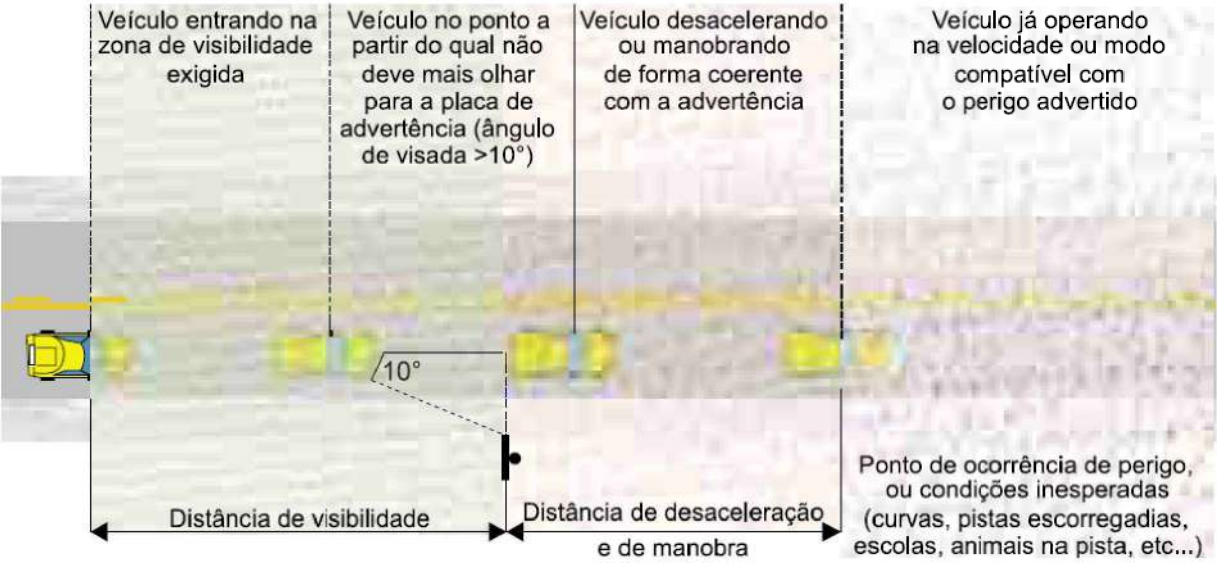 Veículo entrando na
zona de visibilidade
exigida
Veículo no ponto a
partir do qual não
deve mais olhar
para a placa de
advertência (ângulo
de visada >10°)
Veículo desacelerando
ou manobrando
de forma coerente
com a advertência
Veículo já operando
na velocidade ou modo
compatível com
o perigo advertido
10°
Distância de visibilidade
Distância de desaceleração
e de manobra
Ponto de ocorrência de perigo,
ou condições inesperadas
(curvas, pistas escorregadias,
escolas, animais na pista, etc...)